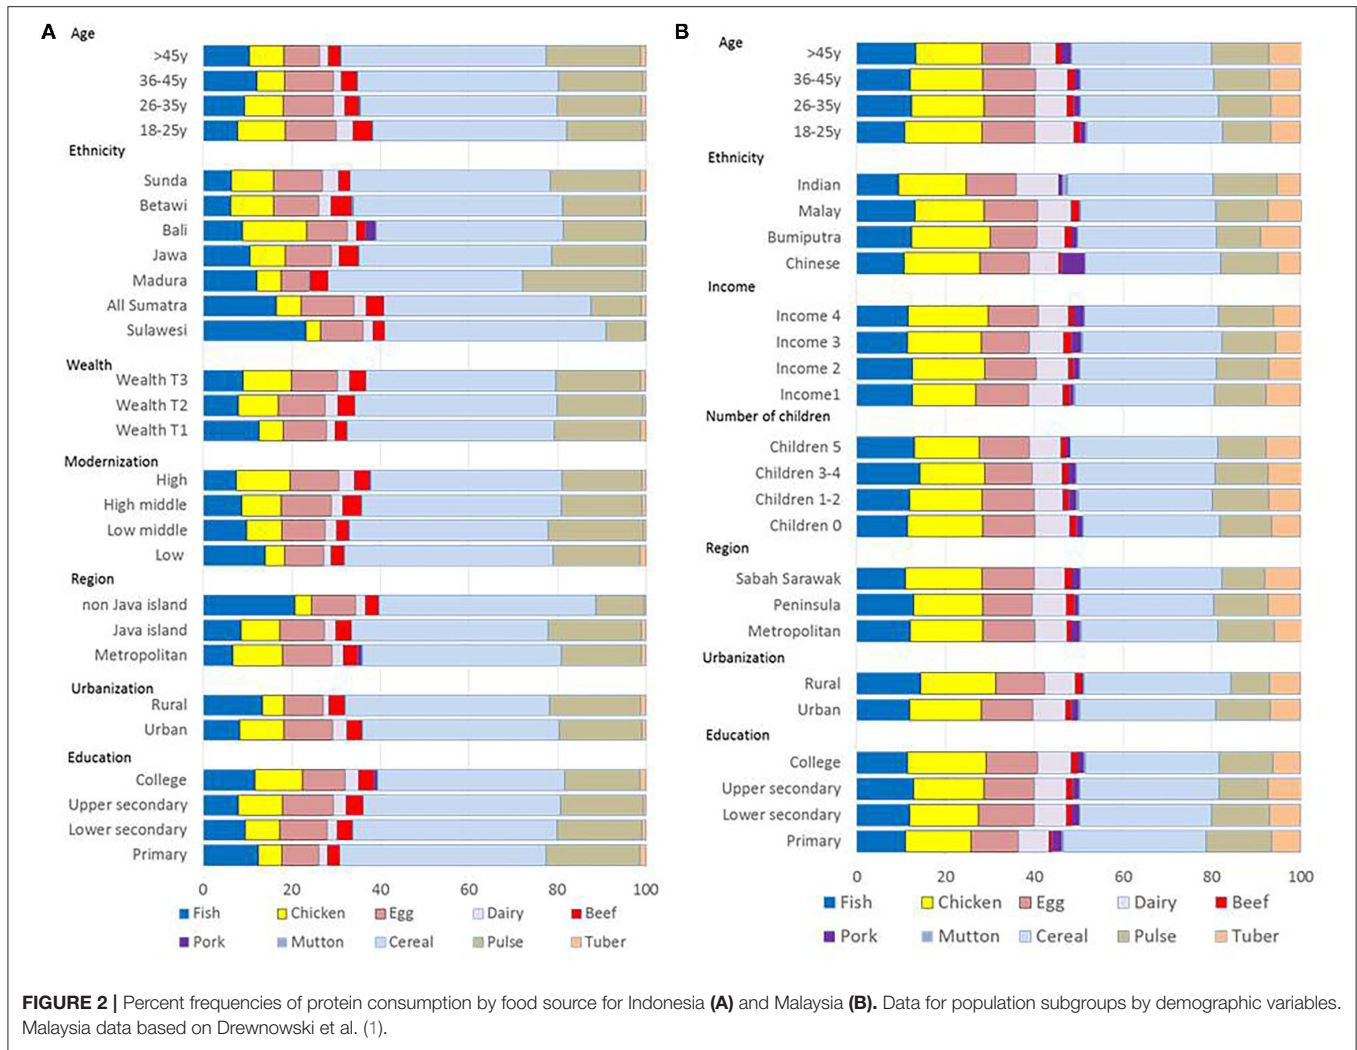 A
Age
>45y
36-45y
26-35y
18-25y
Ethnicity
Sunda
Betawi
Bali
Jawa
Madura
All Sumatra
Sulawesi
Wealth
Wealth T3
Wealth T2
Wealth T1
Modernization
High
High middle
Low middle
Low
Region
non Java island
Java island
Metropolitan
Urbanization
Rural
Urban
Education
College
Upper secondary
Lower secondary
Primary
0 20 40 60 80 100
Fish Chicken Egg Dairy Beef
Pork Mutton Cereal Pulse Tuber
B
Age
>45y
36-45y
26-35y
18-25y
Ethnicity
Indian
Malay
Bumiputra
Chinese
Income
Income 4
Income 3
Income 2
Income1
Number of children
Children 5
Children 3-4
Children 1-2
Children 0
Region
Sabah Sarawak
Peninsula
Metropolitan
Urbanization
Rural
Urban
Education
College
Upper secondary
Lower secondary
Primary
0 20 40 60 80 100
Fish Chicken Egg Dairy Beef
Pork Mutton Cereal Pulse Tuber
FIGURE 2 | Percent frequencies of protein consumption by food source for Indonesia (A) and Malaysia (B). Data for population subgroups by demographic variables.
Malaysia data based on Drewnowski et al. (1).